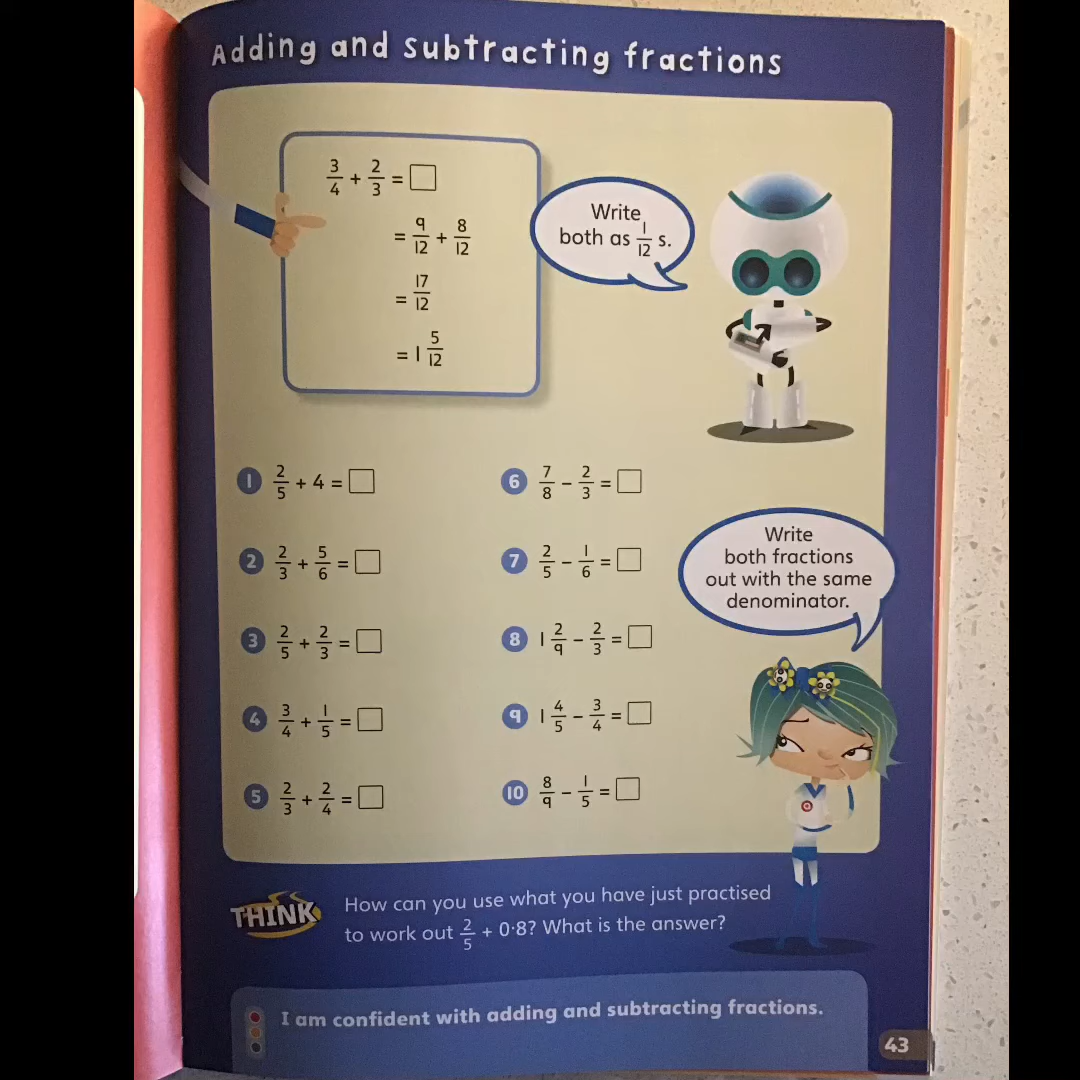 Adding and subtracting fractions
3/4 + 2/3 = □
= 9/12 + 8/12
= 17/12
= 1 5/12
Write
both as 1/12 s.
1 2/5 + 4 = □
2 2/3 + 5/6 = □
3 2/5 + 2/3 = □
4 3/4 + 1/5 = □
5 2/3 + 2/4 = □
6 7/8 − 2/3 = □
7 2/5 − 1/6 = □
8 1 2/9 − 2/3 = □
9 1 4/5 − 3/4 = □
10 8/9 − 1/5 = □
Write
both fractions
out with the same
denominator.
THINK
How can you use what you have just practised
to work out 2/5 + 0·8? What is the answer?
I am confident with adding and subtracting fractions.
43